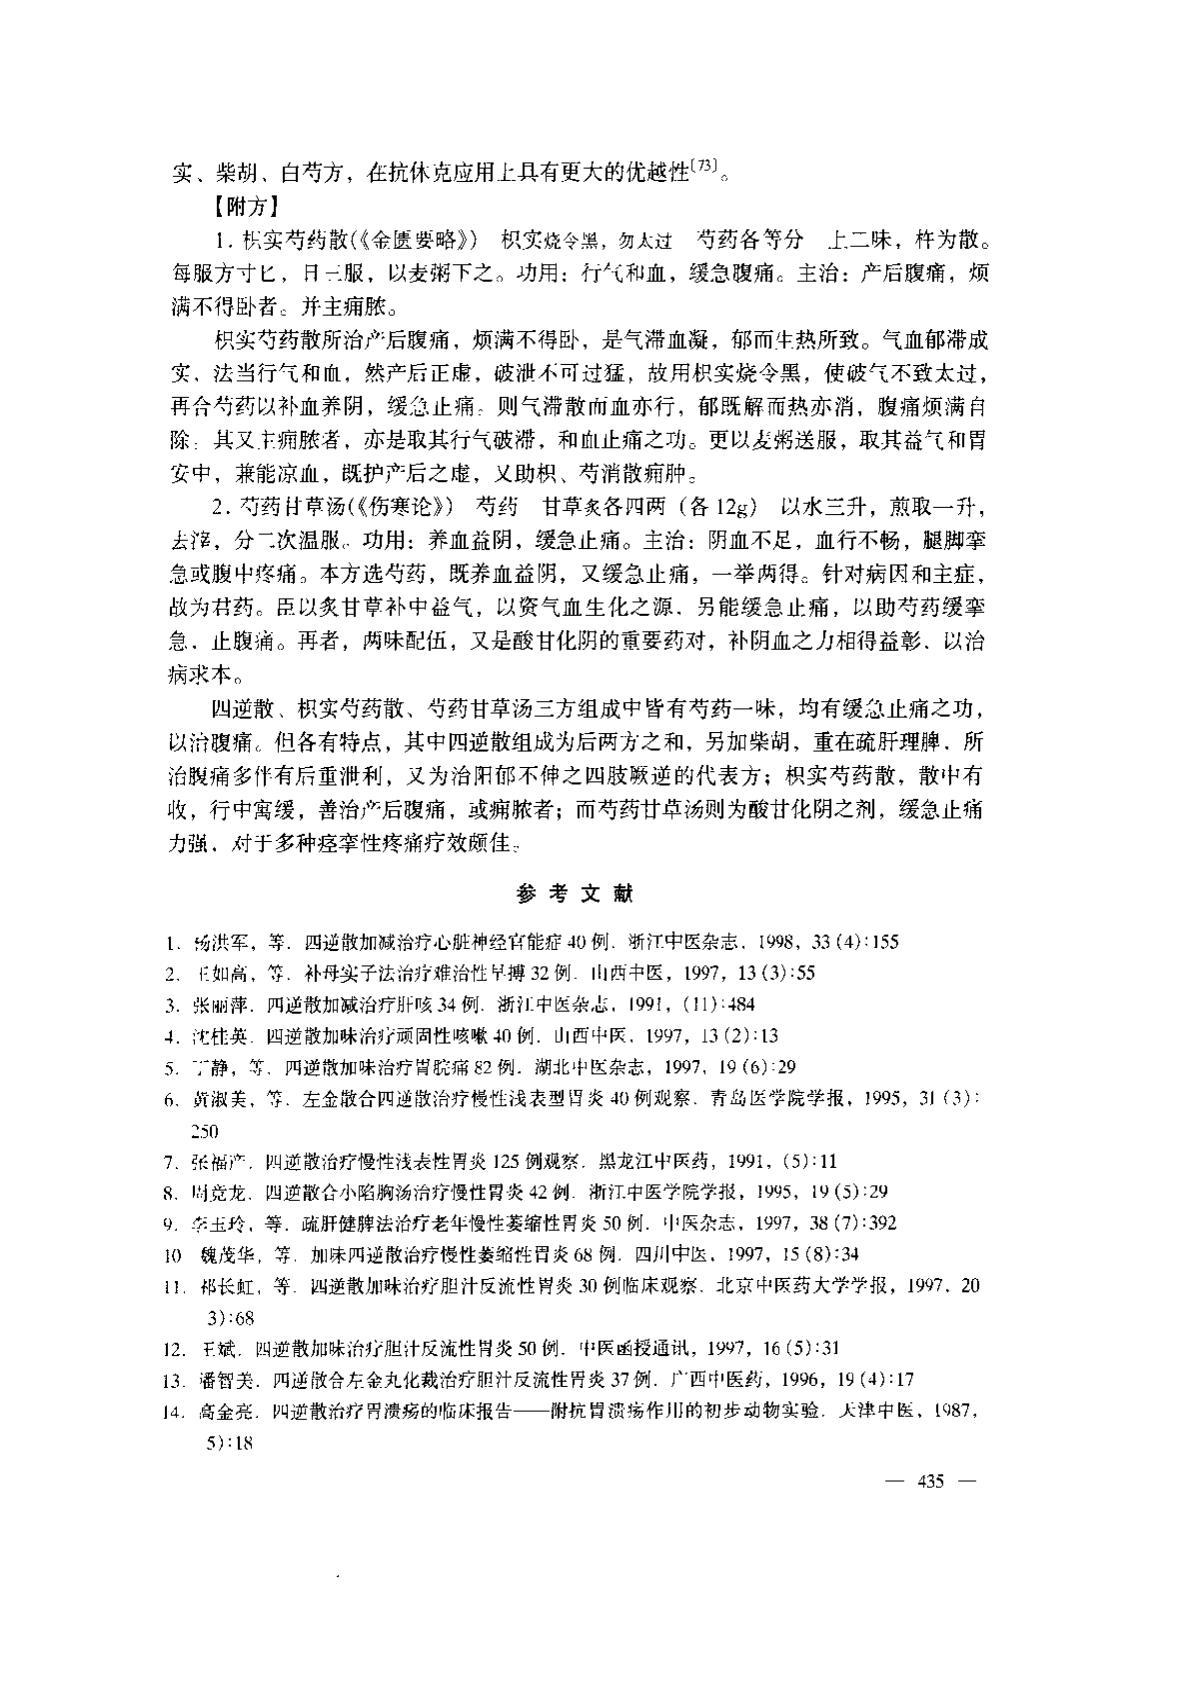 实、柴胡、白芍方，在抗休克应用上具有更大的优越性〔73〕。
【附方】
1. 枳实芍药散(《金匮要略》) 枳实烧令黑，勿太过 芍药各等分 上二味，杵为散。
每服方寸匕，日三服，以麦粥下之。功用：行气和血，缓急腹痛。主治：产后腹痛，烦
满不得卧者。并主痈脓。
枳实芍药散所治产后腹痛，烦满不得卧，是气滞血凝，郁而生热所致。气血郁滞成
实，法当行气和血，然产后正虚，破泄不可过猛，故用枳实烧令黑，使破气不致太过，
再合芍药以补血养阴，缓急止痛。则气滞散而血亦行，郁既解而热亦消，腹痛烦满自
除。其又主痈脓者，亦是取其行气破滞，和血止痛之功。更以麦粥送服，取其益气和胃
安中，兼能凉血，既护产后之虚，又助枳、芍消散痈肿。
2. 芍药甘草汤(《伤寒论》) 芍药 甘草炙各四两（各 12g） 以水三升，煎取一升，
去滓，分二次温服。功用：养血益阴，缓急止痛。主治：阴血不足，血行不畅，腿脚挛
急或腹中疼痛。本方选芍药，既养血益阴，又缓急止痛，一举两得。针对病因和主症，
故为君药。臣以炙甘草补中益气，以资气血生化之源，另能缓急止痛，以助芍药缓挛
急、止腹痛。再者，两味配伍，又是酸甘化阴的重要药对，补阴血之力相得益彰，以治
病求本。
四逆散、枳实芍药散、芍药甘草汤三方组成中皆有芍药一味，均有缓急止痛之功，
以治腹痛。但各有特点，其中四逆散组成为后两方之和，另加柴胡，重在疏肝理脾，所
治腹痛多伴有后重泄利，又为治阳郁不伸之四肢厥逆的代表方；枳实芍药散，散中有
收，行中寓缓，善治产后腹痛，或痈脓者；而芍药甘草汤则为酸甘化阴之剂，缓急止痛
力强，对于多种痉挛性疼痛疗效颇佳。
参 考 文 献
1. 杨洪军，等. 四逆散加减治疗心脏神经官能症 40 例. 浙江中医杂志，1998，33 (4):155
2. 王如高，等. 补母实子法治疗难治性早搏 32 例. 山西中医，1997，13 (3):55
3. 张丽萍. 四逆散加减治疗肝咳 34 例. 浙江中医杂志，1991，(11):484
4. 沈桂英. 四逆散加味治疗顽固性咳嗽 40 例. 山西中医，1997，13 (2):13
5. 丁静，等. 四逆散加味治疗胃脘痛 82 例. 湖北中医杂志，1997，19 (6):29
6. 黄淑美，等. 左金散合四逆散治疗慢性浅表型胃炎 40 例观察. 青岛医学院学报，1995，31 (3):
250
7. 张福产. 四逆散治疗慢性浅表性胃炎 125 例观察. 黑龙江中医药，1991，(5):11
8. 周竞龙. 四逆散合小陷胸汤治疗慢性胃炎 42 例. 浙江中医学院学报，1995，19 (5):29
9. 李玉玲，等. 疏肝健脾法治疗老年慢性萎缩性胃炎 50 例. 中医杂志，1997，38 (7):392
10 魏茂华，等. 加味四逆散治疗慢性萎缩性胃炎 68 例. 四川中医，1997，15 (8):34
11. 祁长虹，等. 四逆散加味治疗胆汁反流性胃炎 30 例临床观察. 北京中医药大学学报，1997，20
3):68
12. 王斌. 四逆散加味治疗胆汁反流性胃炎 50 例. 中医函授通讯，1997，16 (5):31
13. 潘智美. 四逆散合左金丸化裁治疗胆汁反流性胃炎 37 例. 广西中医药，1996，19 (4):17
14. 高金亮. 四逆散治疗胃溃疡的临床报告——附抗胃溃疡作用的初步动物实验. 天津中医，1987，
5):18
— 435 —